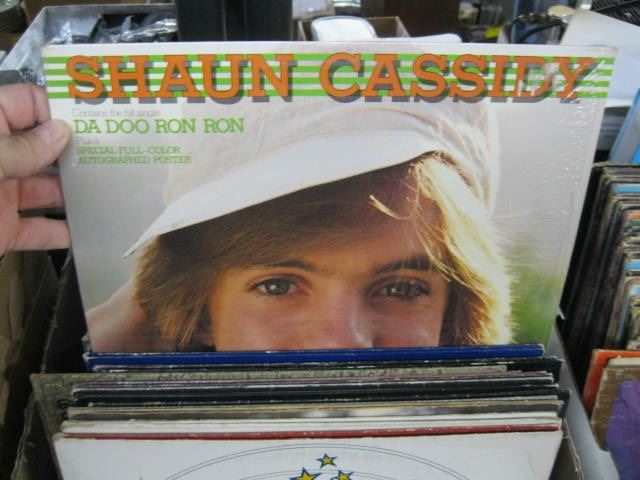 SHAUN CASSIDY
Contains the hit single
DA DOO RON RON
Plus a
SPECIAL FULL-COLOR
AUTOGRAPHED POSTER